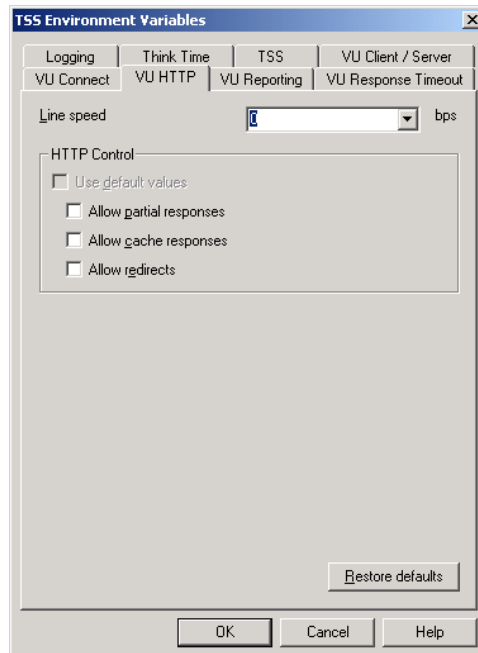 TSS Environment Variables
Logging Think Time TSS VU Client / Server
VU Connect VU HTTP VU Reporting VU Response Timeout
Line speed 0 bps
HTTP Control
Use default values
Allow partial responses
Allow cache responses
Allow redirects
Restore defaults
OK Cancel Help